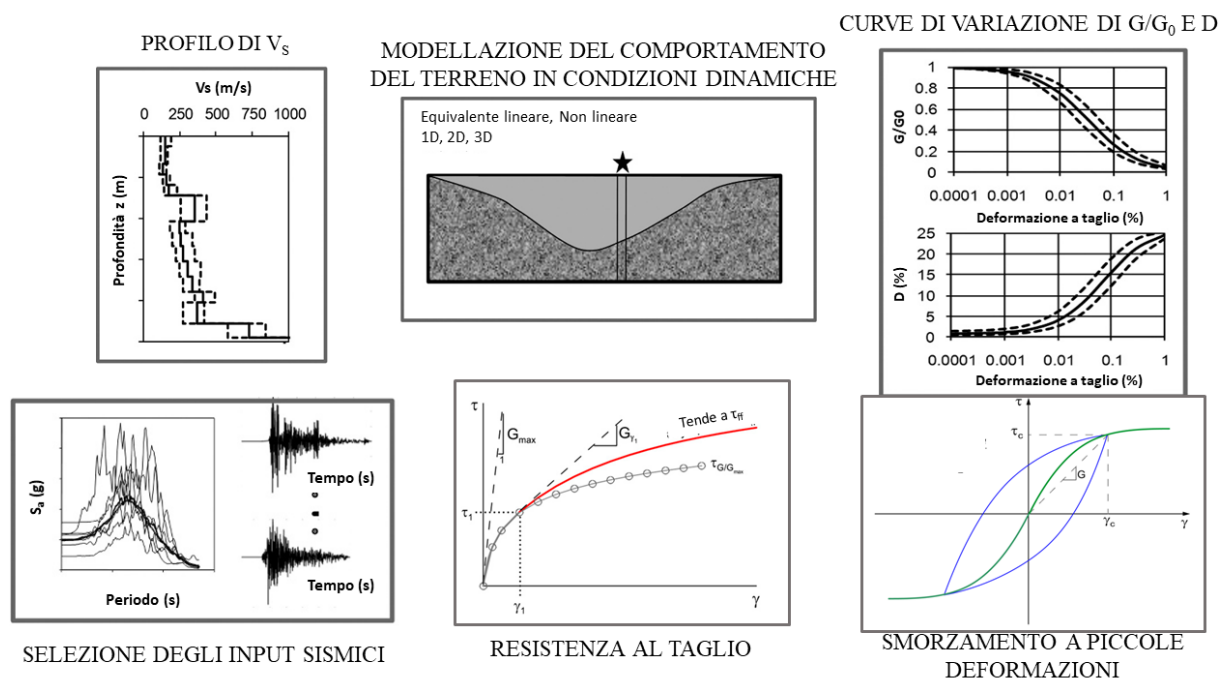 PROFILO DI VS
Vs (m/s)
0 250 500 750 1000
Profondità z (m)
MODELLAZIONE DEL COMPORTAMENTO
DEL TERRENO IN CONDIZIONI DINAMICHE
Equivalente lineare, Non lineare
1D, 2D, 3D
CURVE DI VARIAZIONE DI G/G0 E D
G/G0
1
0.8
0.6
0.4
0.2
0
0.0001 0.001 0.01 0.1 1
Deformazione a taglio (%)
D (%)
25
20
15
10
5
0
0.0001 0.001 0.01 0.1 1
Deformazione a taglio (%)
Sa (g)
Periodo (s)
Tempo (s)
Tempo (s)
SELEZIONE DEGLI INPUT SISMICI
τ
Gmax
Gγ1
Tende a τff
τG/Gmax
τ1
γ1
γ
RESISTENZA AL TAGLIO
τ
τc
G
γc
γ
SMORZAMENTO A PICCOLE
DEFORMAZIONI